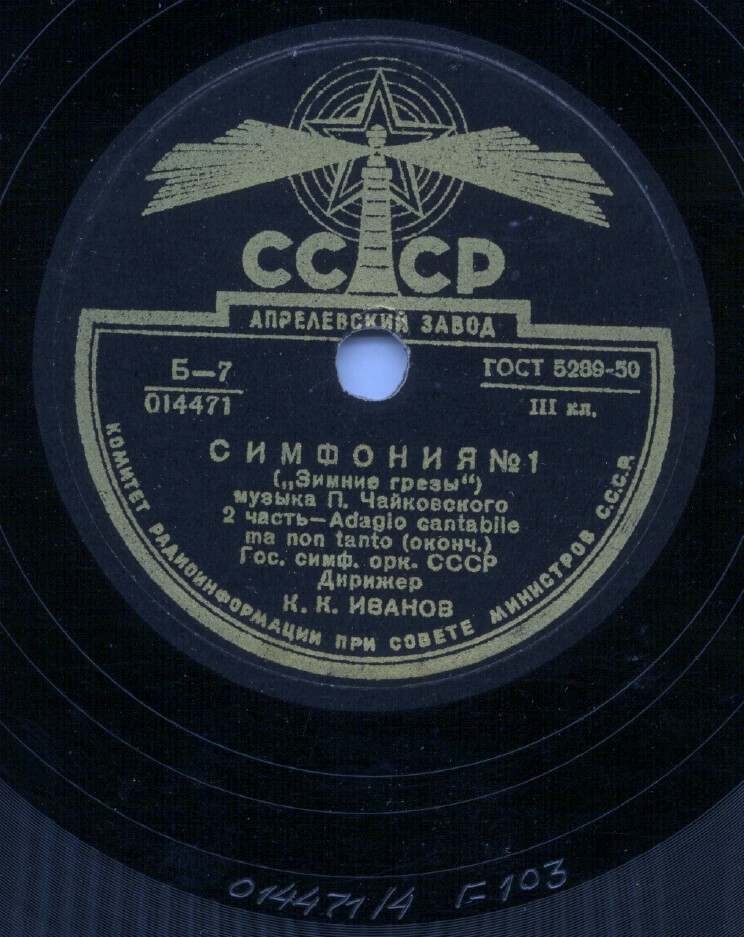 СССР
АПРЕЛЕВСКИЙ ЗАВОД
Б—7
014471
ГОСТ 5289-50
III кл.
СИМФОНИЯ №1
(„Зимние грезы“)
музыка П. Чайковского
2 часть—Adagio cantabile
ma non tanto (оконч.)
Гос. симф. орк. СССР
Дирижер
К. К. ИВАНОВ
КОМИТЕТ РАДИОИНФОРМАЦИИ ПРИ СОВЕТЕ МИНИСТРОВ С.С.С.Р.
014471/4 Г 103